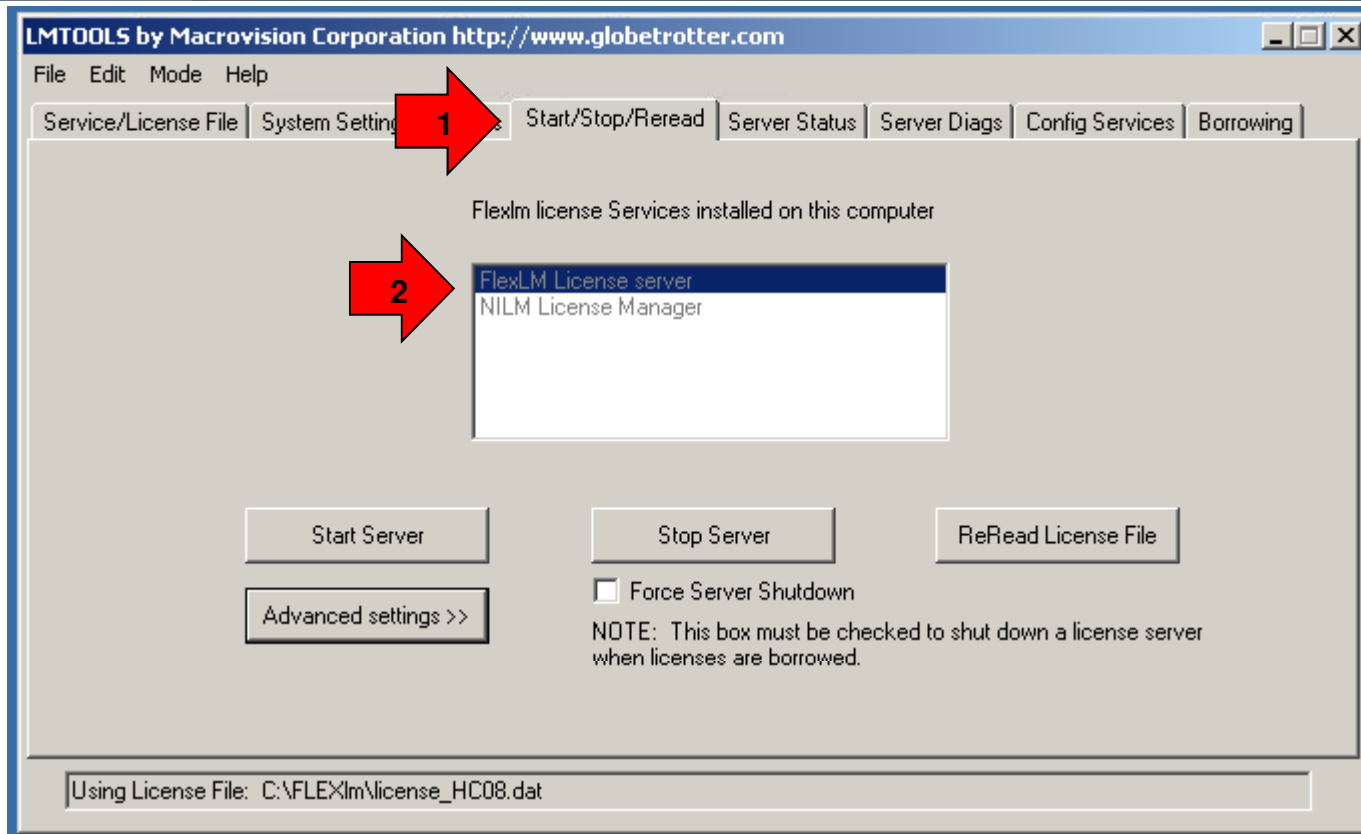 LMTOOLS by Macrovision Corporation http://www.globetrotter.com
File Edit Mode Help
Service/License File System Setting 1 s Start/Stop/Reread Server Status Server Diags Config Services Borrowing
Flexlm license Services installed on this computer
2 FlexLM License server
NILM License Manager
Start Server Stop Server ReRead License File
Force Server Shutdown
Advanced settings >>
NOTE: This box must be checked to shut down a license server
when licenses are borrowed.
Using License File: C:\FLEXlm\license_HC08.dat